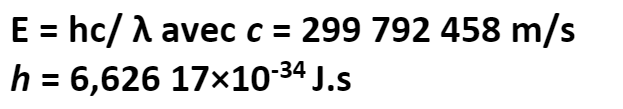 E = hc/ λ avec c = 299 792 458 m/s
h = 6,626 17×10⁻³⁴ J.s